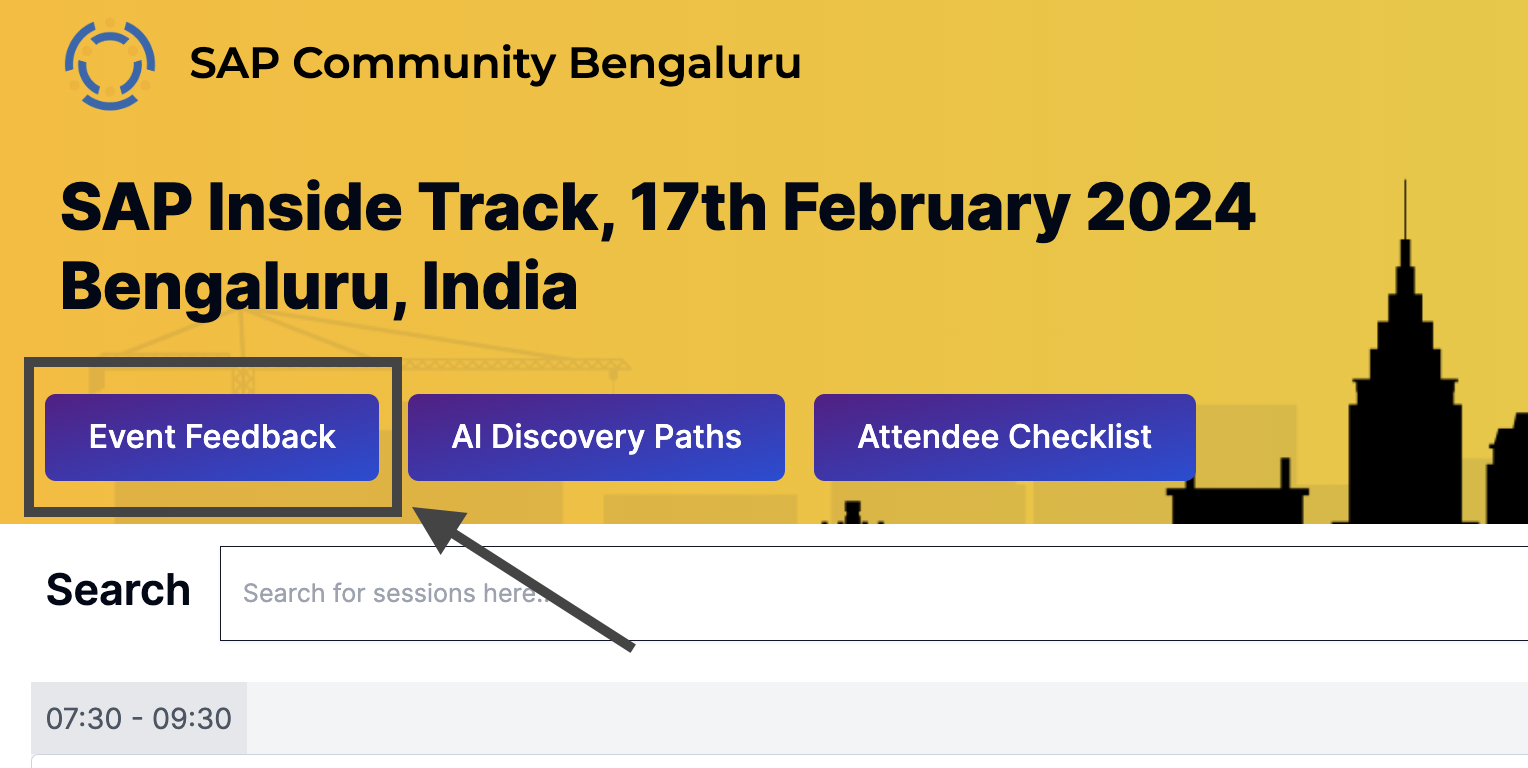 SAP Community Bengaluru
SAP Inside Track, 17th February 2024
Bengaluru, India
Event Feedback
AI Discovery Paths
Attendee Checklist
Search
Search for sessions here..
07:30 - 09:30